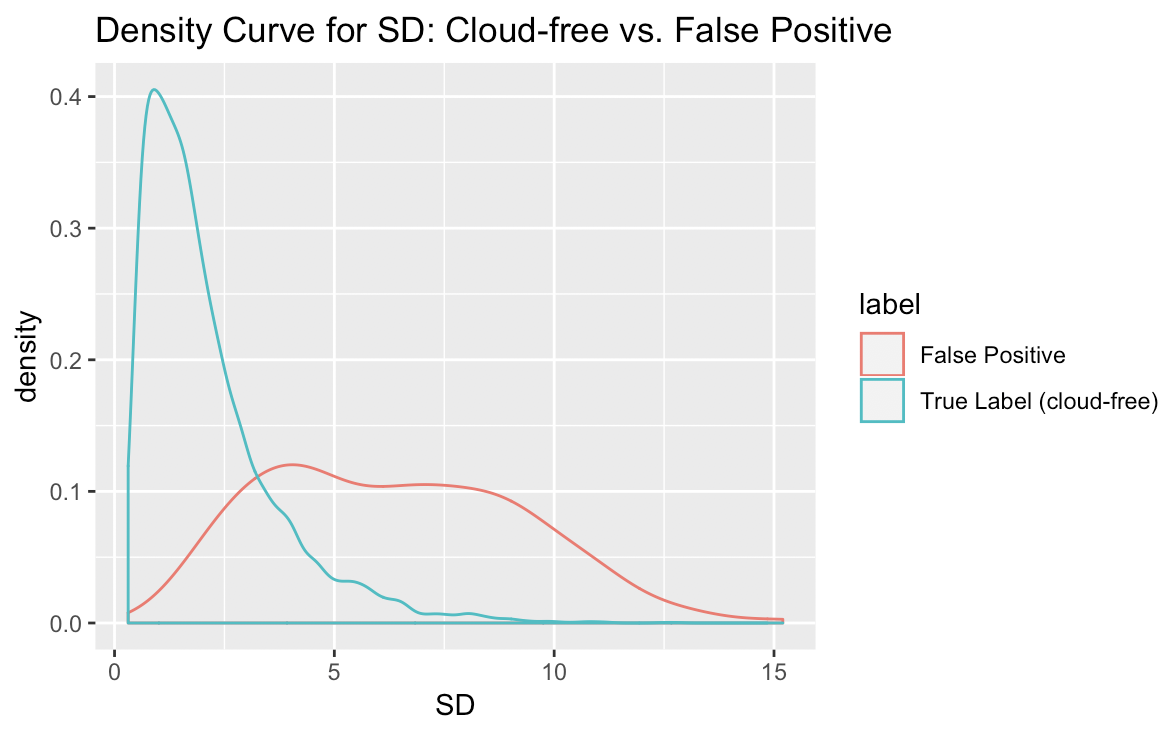 Density Curve for SD: Cloud-free vs. False Positive
density
0.4
0.3
0.2
0.1
0.0
0
5
10
15
SD
label
False Positive
True Label (cloud-free)